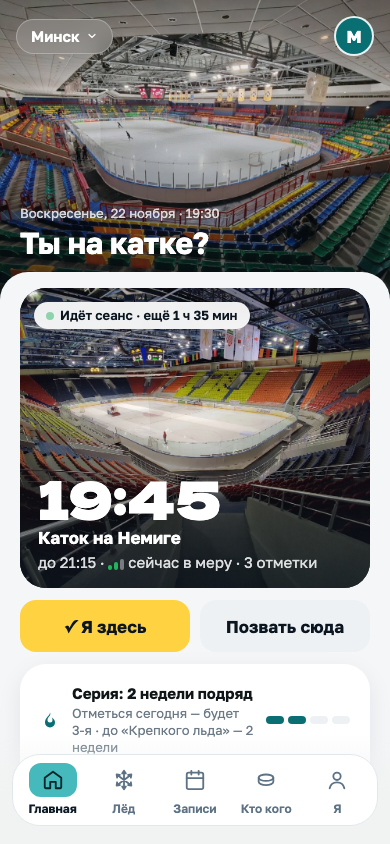 Минск
М
Воскресенье, 22 ноября · 19:30
Ты на катке?
Идёт сеанс · ещё 1 ч 35 мин
19:45
Каток на Немиге
до 21:15 · сейчас в меру · 3 отметки
✓ Я здесь
Позвать сюда
Серия: 2 недели подряд
Отметься сегодня — будет
3-я · до «Крепкого льда» — 2
недели
Главная
Лёд
Записи
Кто кого
Я